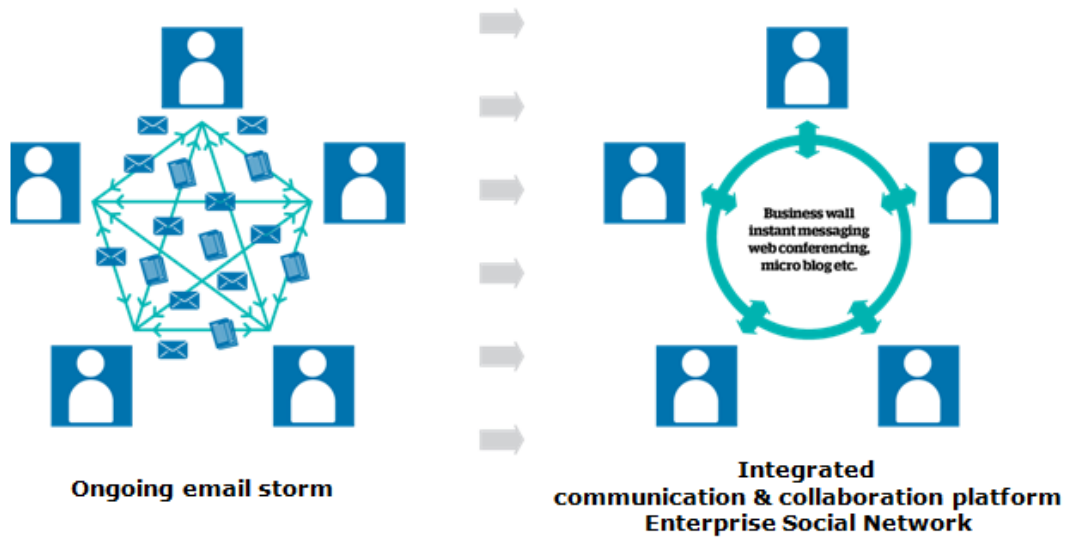 Business wall
instant messaging
web conferencing,
micro blog etc.
Ongoing email storm
Integrated
communication & collaboration platform
Enterprise Social Network